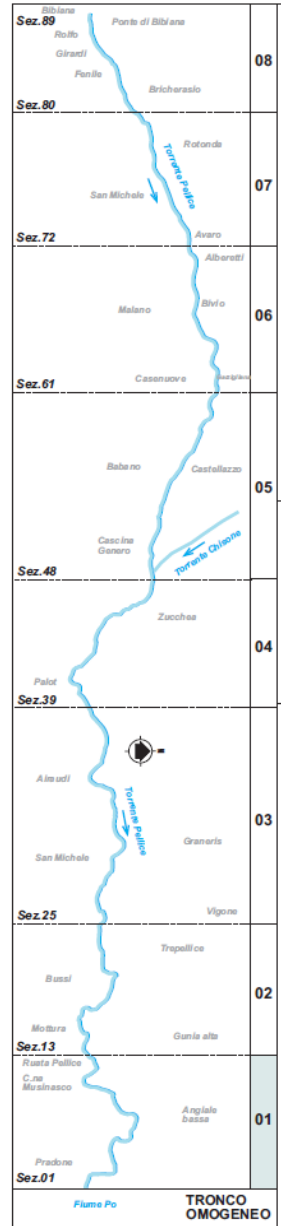 Bibiana
Sez.89
Ponte di Bibiana
Rolfo
Girardi
08
Fenile
Bricherasio
Sez.80
Rotonda
Torrente Pellice
07
San Michele
Avaro
Sez.72
Alberetti
Bivio
Malano
06
Casenuove
Sez.61
Babano
Castellazzo
05
Cascina
Genero
Torrente Chisone
Sez.48
Zucchea
04
Palot
Sez.39
Airaudi
Torrente Pellice
03
Graneris
San Michele
Vigone
Sez.25
Trepellice
Bussi
02
Mottura
Gunia alta
Sez.13
Ruata Pellice
C.na
Musinasco
Angiale
bassa
01
Pradone
Sez.01
Fiume Po
TRONCO
OMOGENEO